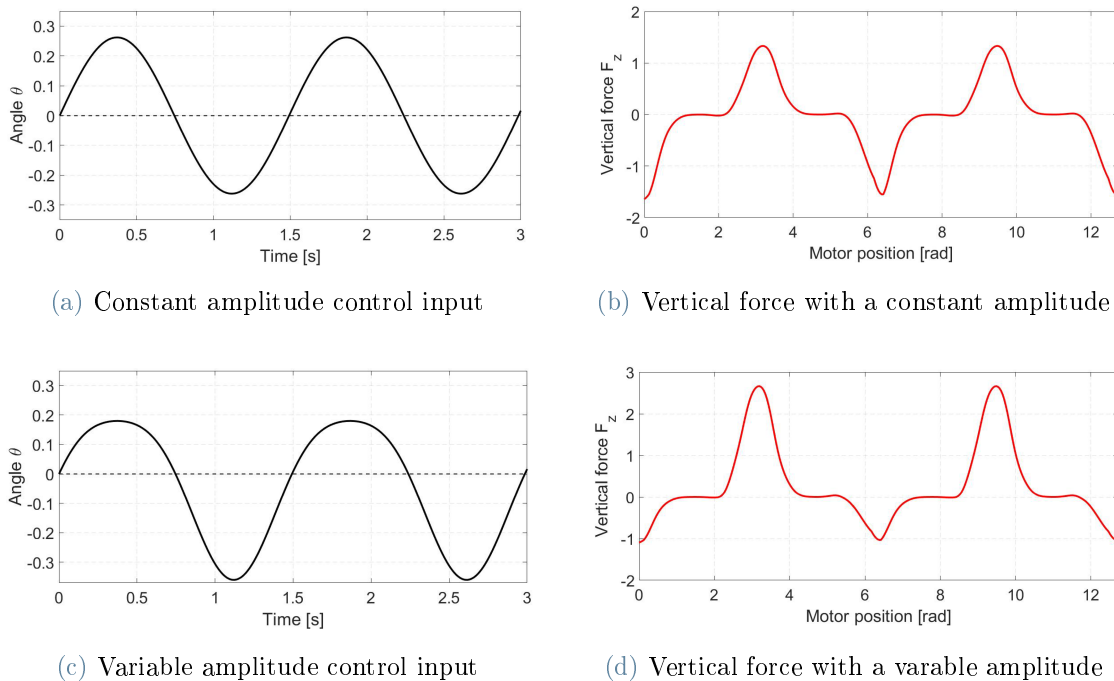 0.3
0.2
0.1
0
-0.1
-0.2
-0.3
Angle θ
0 0.5 1 1.5 2 2.5 3
Time [s]
(a) Constant amplitude control input
2
1
0
-1
-2
Vertical force F_z
0 2 4 6 8 10 12
Motor position [rad]
(b) Vertical force with a constant amplitude
0.3
0.2
0.1
0
-0.1
-0.2
-0.3
Angle θ
0 0.5 1 1.5 2 2.5 3
Time [s]
(c) Variable amplitude control input
3
2
1
0
-1
-2
Vertical force F_z
0 2 4 6 8 10 12
Motor position [rad]
(d) Vertical force with a varable amplitude